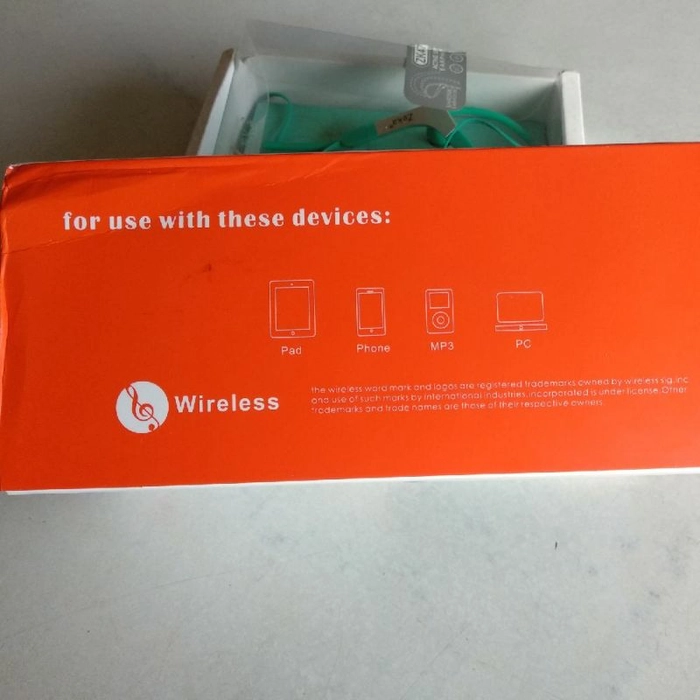 for use with these devices:
Pad
Phone
MP3
PC
Wireless
The wireless word mark and logos are registered trademarks owned by wireless sig.inc
and use of such marks by International Industries.incorporated is under license.Other
trademarks and trade names are those of their respective owners.